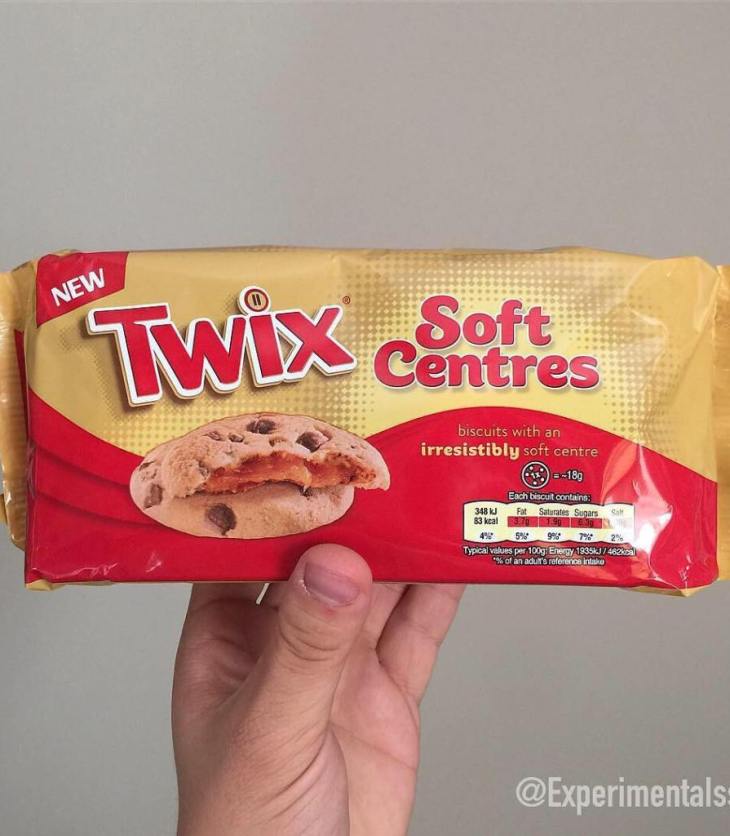 NEW
TWIX®
Soft
Centres
biscuits with an
irresistibly soft centre
1X = ~18g
Each biscuit contains:
348 kJ Fat Saturates Sugars Salt
83 kcal 3.7g 1.9g 6.3g
4%* 5%* 9%* 7%* 2%
Typical values per 100g: Energy 1935kJ / 462kcal
*% of an adult's reference intake
@Experimentals